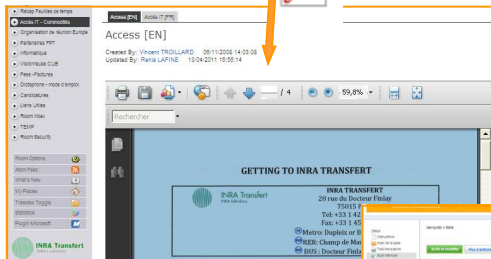 Récap Feuilles de temps
Accès IT - Commodités
Organisation de réunion Europe
Partenaires PFT
Informatique
Visionneuse CUB
Fees -Factures
Dictaphone - mode d'emploi
Candidatures
Liens Utiles
Room Index
TEMP
Room Security
Room Options
Atom Feed
What's New
My Places
Treeview Toggle
Statistics
Plugin Microsoft
INRA Transfert
Access [EN] Accès IT [FR]
Access [EN]
Created By: Vincent TROILLARD 06/11/2008 14:03:08
Updated By: Rania LAFINE 13/04/2011 16:56:14
/ 4 59,8%
Rechercher
GETTING TO INRA TRANSFERT
INRA Transfert
INRA TRANSFERT
28 rue du Docteur Finlay
75015
Tel: +33 1 42
Fax: +33 1 45
Metro: Dupleix or B
RER: Champ de Ma
BUS : Docteur Finla